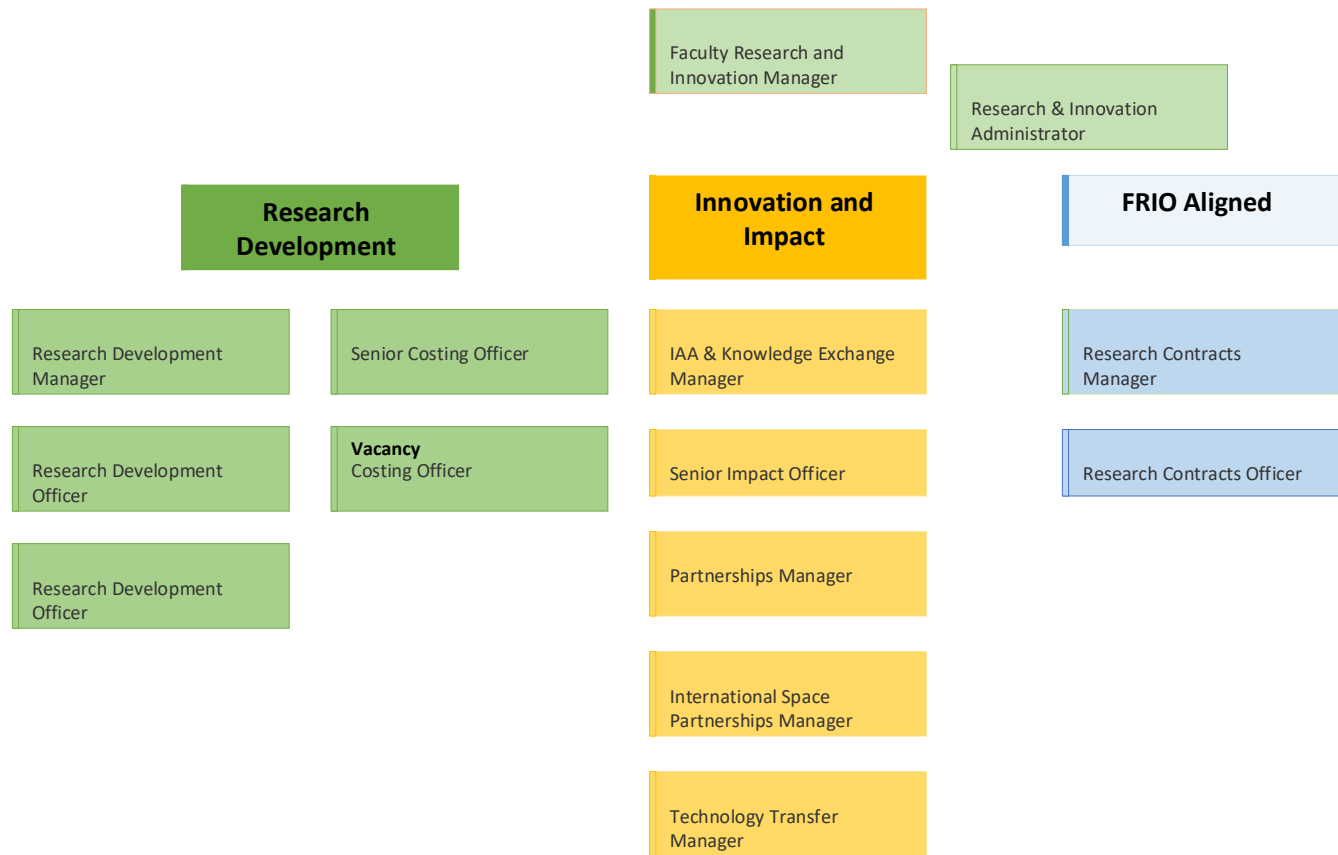 Faculty Research and
Innovation Manager
Research & Innovation
Administrator
Research
Development
Innovation and
Impact
FRIO Aligned
Research Development
Manager
Senior Costing Officer
IAA & Knowledge Exchange
Manager
Research Contracts
Manager
Research Development
Officer
Vacancy
Costing Officer
Senior Impact Officer
Research Contracts Officer
Research Development
Officer
Partnerships Manager
International Space
Partnerships Manager
Technology Transfer
Manager